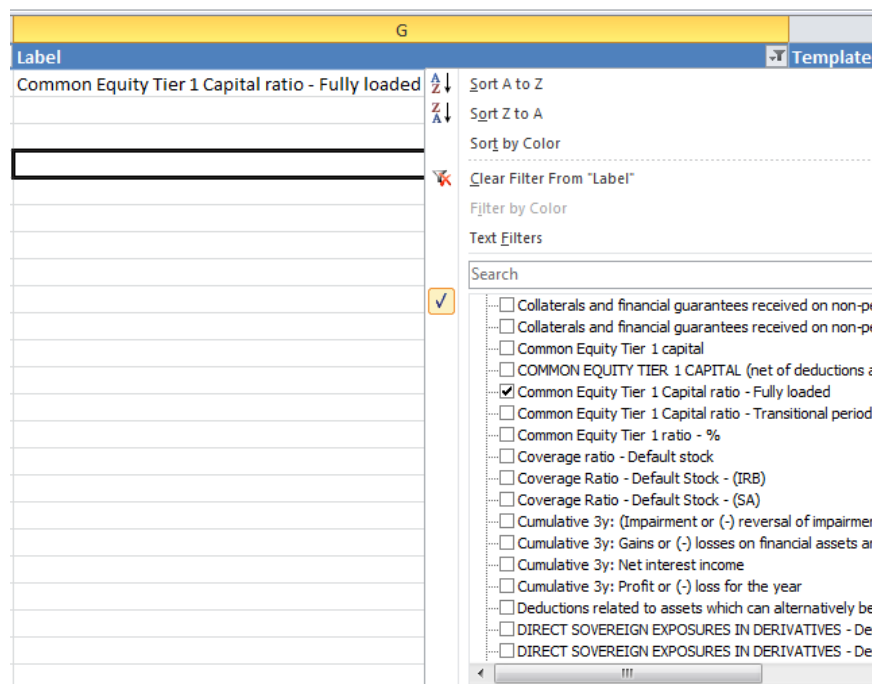 G
Label
Template
Common Equity Tier 1 Capital ratio - Fully loaded
Sort A to Z
Sort Z to A
Sort by Color
Clear Filter From "Label"
Filter by Color
Text Filters
Search
Collaterals and financial guarantees received on non-pe
Collaterals and financial guarantees received on non-pe
Common Equity Tier 1 capital
COMMON EQUITY TIER 1 CAPITAL (net of deductions a
Common Equity Tier 1 Capital ratio - Fully loaded
Common Equity Tier 1 Capital ratio - Transitional period
Common Equity Tier 1 ratio - %
Coverage ratio - Default stock
Coverage Ratio - Default Stock - (IRB)
Coverage Ratio - Default Stock - (SA)
Cumulative 3y: (Impairment or (-) reversal of impairmen
Cumulative 3y: Gains or (-) losses on financial assets an
Cumulative 3y: Net interest income
Cumulative 3y: Profit or (-) loss for the year
Deductions related to assets which can alternatively be
DIRECT SOVEREIGN EXPOSURES IN DERIVATIVES - De
DIRECT SOVEREIGN EXPOSURES IN DERIVATIVES - De